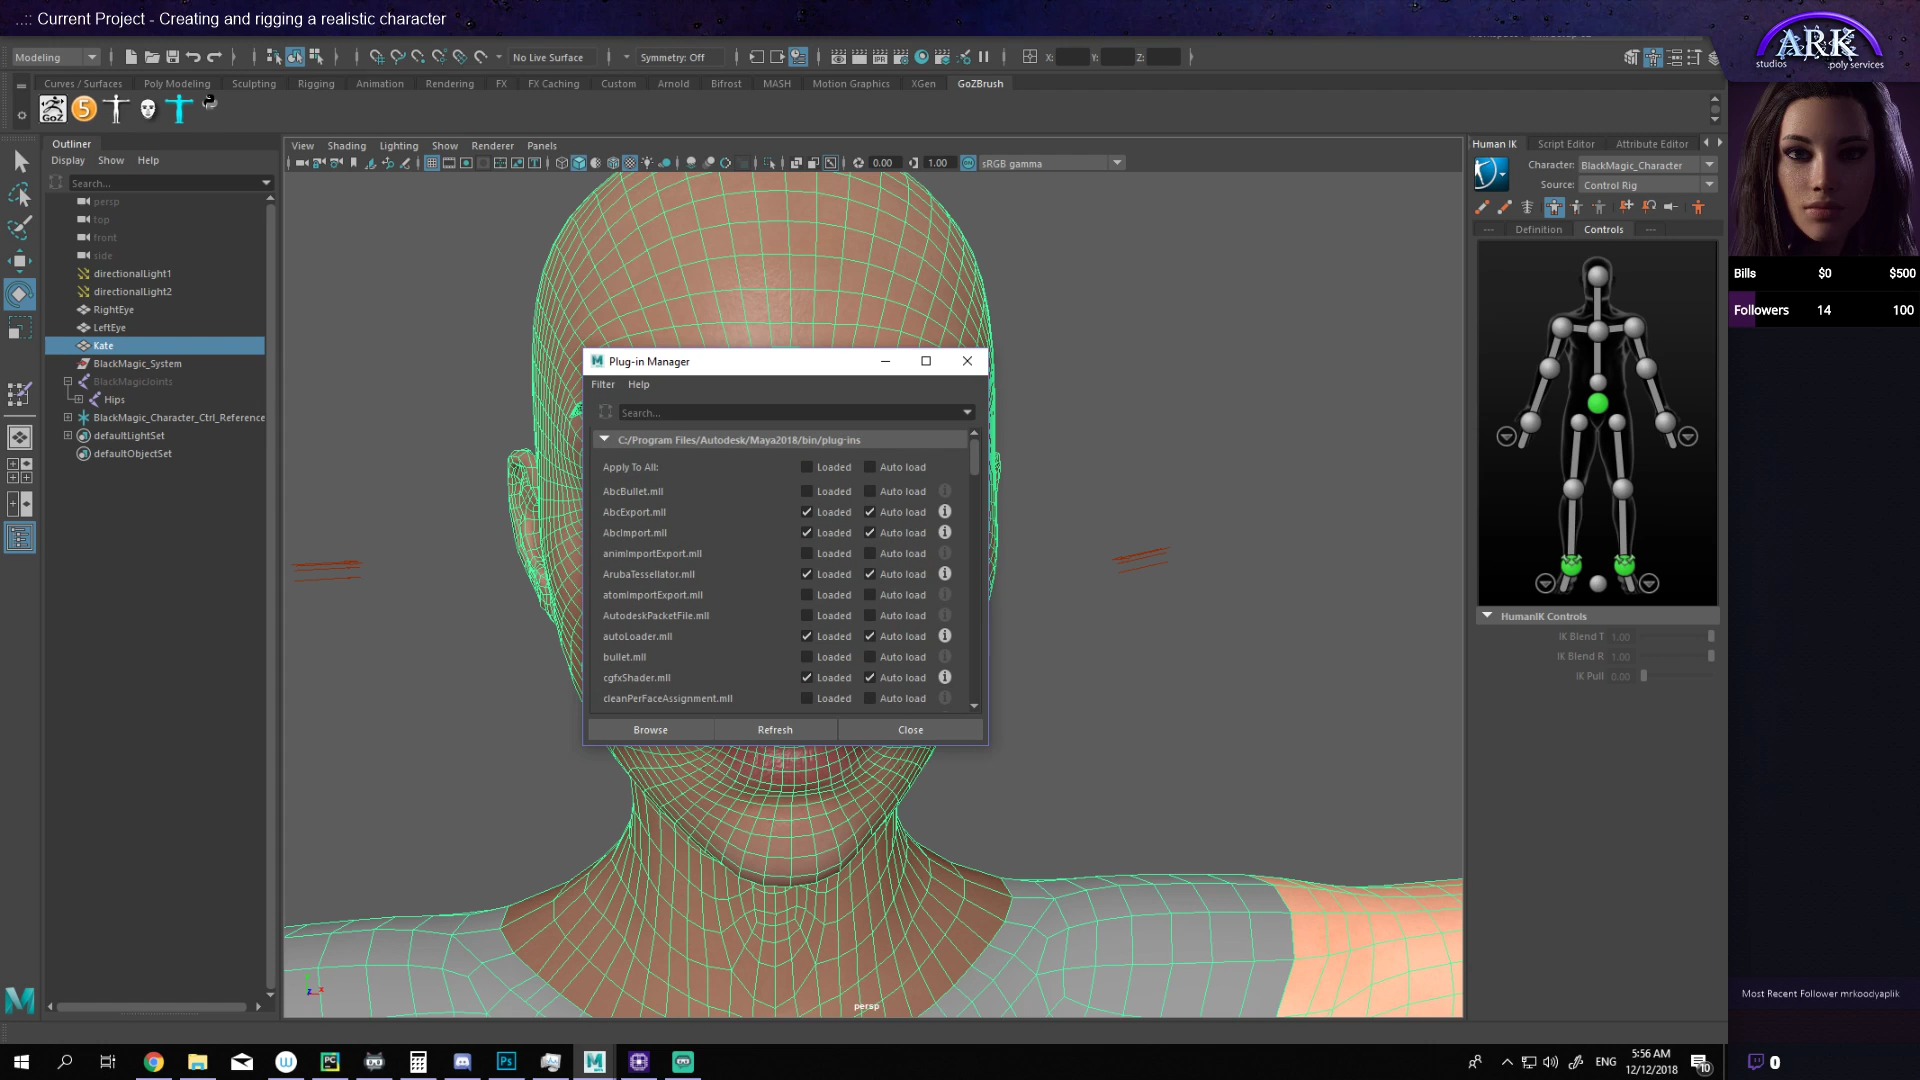 ..:: Current Project - Creating and rigging a realistic character
ARK
studios
:poly services
Modeling
No Live Surface
Symmetry: Off
X:
Y:
Z:
Curves / Surfaces
Poly Modeling
Sculpting
Rigging
Animation
Rendering
FX
FX Caching
Custom
Arnold
Bifrost
MASH
Motion Graphics
XGen
GoZBrush
GoZ
5
Outliner
Display Show Help
Search...
persp
top
front
side
directionalLight1
directionalLight2
RightEye
LeftEye
Kate
BlackMagic_System
BlackMagicJoints
Hips
BlackMagic_Character_Ctrl_Reference
defaultLightSet
defaultObjectSet
View Shading Lighting Show Renderer Panels
0.00
1.00
sRGB gamma
Plug-in Manager
Filter Help
Search...
C:/Program Files/Autodesk/Maya2018/bin/plug-ins
Apply To All: Loaded Auto load
AbcBullet.mll Loaded Auto load
AbcExport.mll Loaded Auto load
AbcImport.mll Loaded Auto load
animImportExport.mll Loaded Auto load
ArubaTessellator.mll Loaded Auto load
atomImportExport.mll Loaded Auto load
AutodeskPacketFile.mll Loaded Auto load
autoLoader.mll Loaded Auto load
bullet.mll Loaded Auto load
cgfxShader.mll Loaded Auto load
cleanPerFaceAssignment.mll Loaded Auto load
Browse Refresh Close
persp
z x
Human IK Script Editor Attribute Editor
Character: BlackMagic_Character
Source: Control Rig
--- Definition Controls ---
HumanIK Controls
IK Blend T 1.00
IK Blend R 1.00
IK Pull 0.00
Bills $0 $500
Followers 14 100
Most Recent Follower mrkoodyaplik
ENG
5:56 AM
12/12/2018
10
0